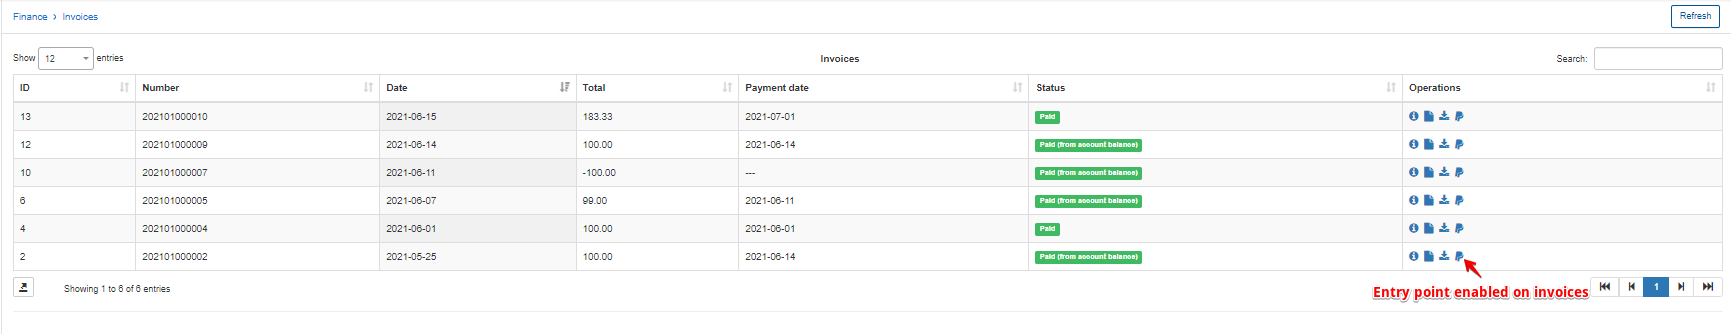 Finance › Invoices
Refresh
Show 12 entries
Invoices
Search:
ID Number Date Total Payment date Status Operations
13 202101000010 2021-06-15 183.33 2021-07-01 Paid
12 202101000009 2021-06-14 100.00 2021-06-14 Paid (from account balance)
10 202101000007 2021-06-11 -100.00 --- Paid (from account balance)
6 202101000005 2021-06-07 99.00 2021-06-11 Paid (from account balance)
4 202101000004 2021-06-01 100.00 2021-06-01 Paid
2 202101000002 2021-05-25 100.00 2021-06-14 Paid (from account balance)
Showing 1 to 6 of 6 entries
Entry point enabled on invoices
1